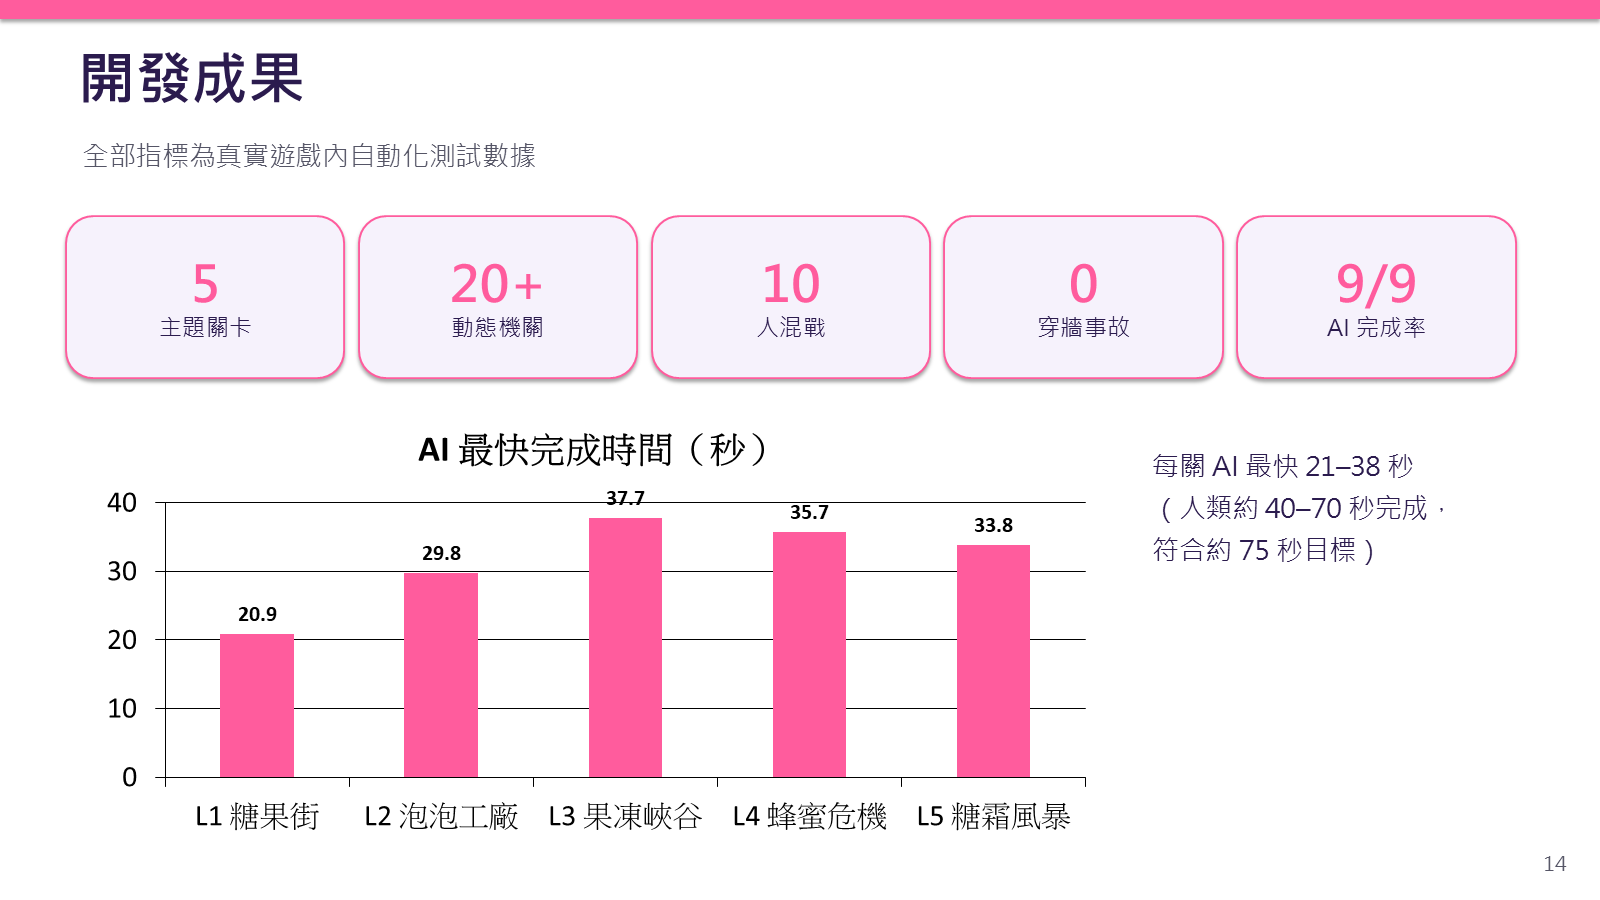 開發成果
全部指標為真實遊戲內自動化測試數據
5
主題關卡
20+
動態機關
10
人混戰
0
穿牆事故
9/9
AI 完成率
AI 最快完成時間（秒）
40
30
20
10
0
20.9
29.8
37.7
35.7
33.8
L1 糖果街
L2 泡泡工廠
L3 果凍峽谷
L4 蜂蜜危機
L5 糖霜風暴
每關 AI 最快 21–38 秒
（人類約 40–70 秒完成，
符合約 75 秒目標）
14